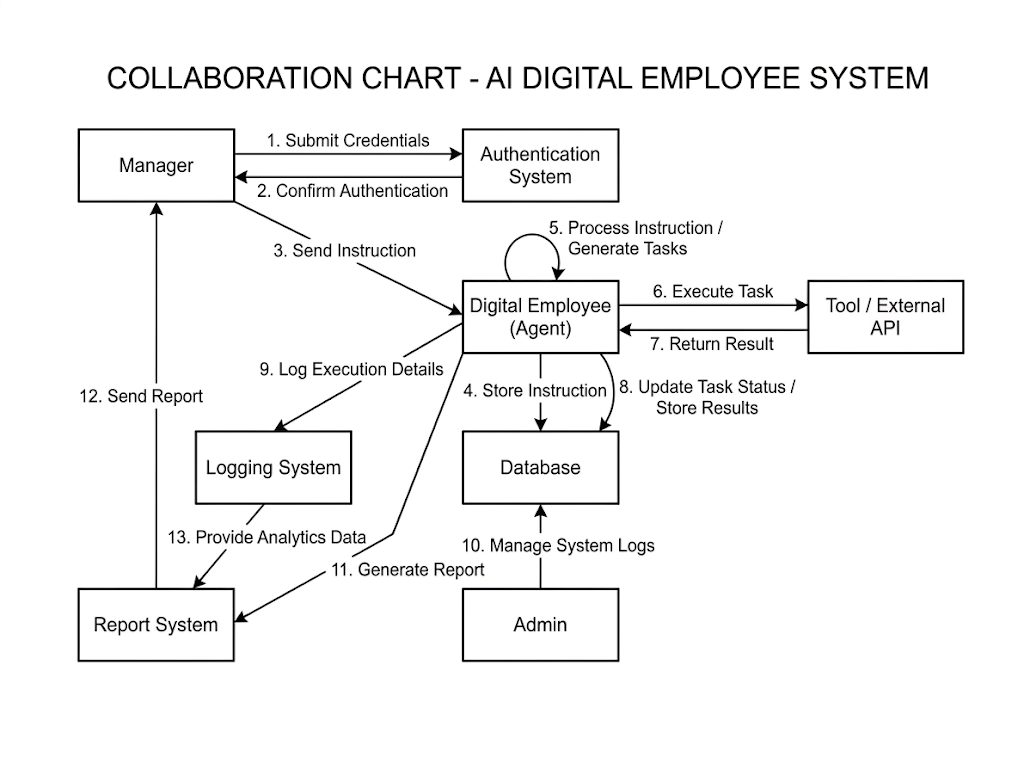 COLLABORATION CHART - AI DIGITAL EMPLOYEE SYSTEM
Manager
1. Submit Credentials
Authentication
System
2. Confirm Authentication
3. Send Instruction
5. Process Instruction /
Generate Tasks
Digital Employee
(Agent)
6. Execute Task
Tool / External
API
7. Return Result
9. Log Execution Details
12. Send Report
4. Store Instruction
8. Update Task Status /
Store Results
Logging System
Database
13. Provide Analytics Data
10. Manage System Logs
11. Generate Report
Report System
Admin